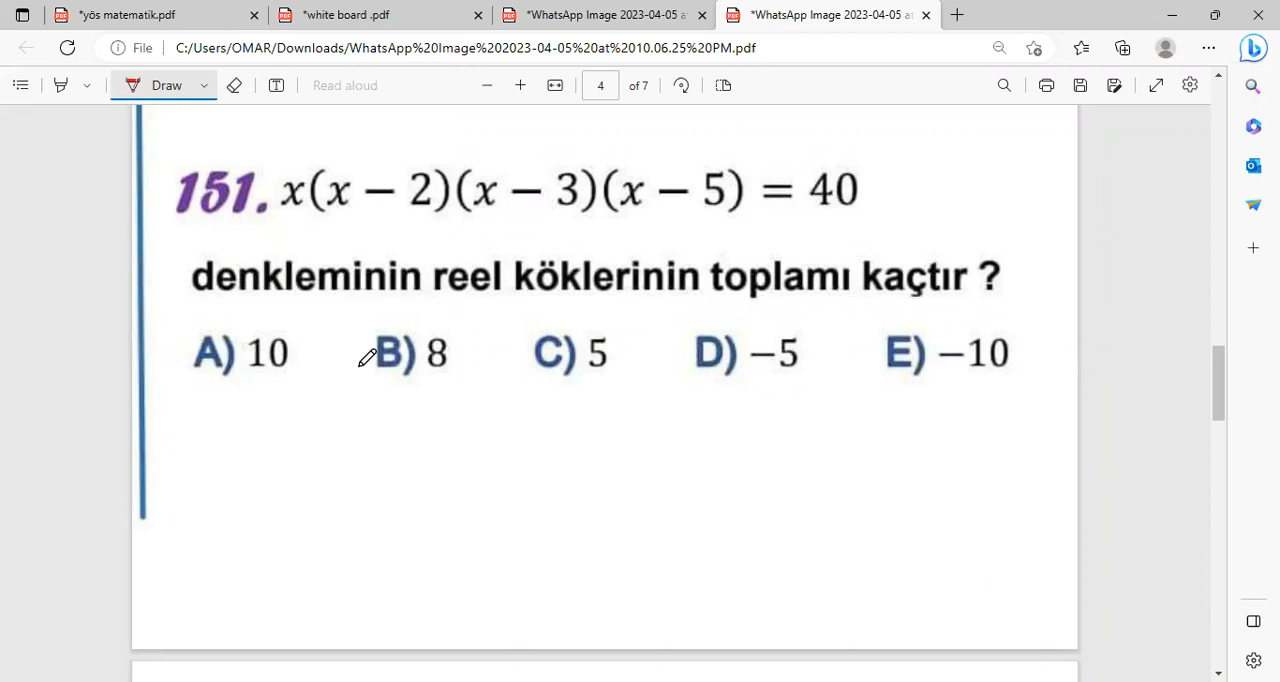 *yös matematik.pdf
*white board .pdf
*WhatsApp Image 2023-04-05 a
*WhatsApp Image 2023-04-05 a
File
C:/Users/OMAR/Downloads/WhatsApp%20Image%202023-04-05%20at%2010.06.25%20PM.pdf
Draw
Read aloud
4 of 7
151. x(x − 2)(x − 3)(x − 5) = 40
denkleminin reel köklerinin toplamı kaçtır ?
A) 10 B) 8 C) 5 D) −5 E) −10